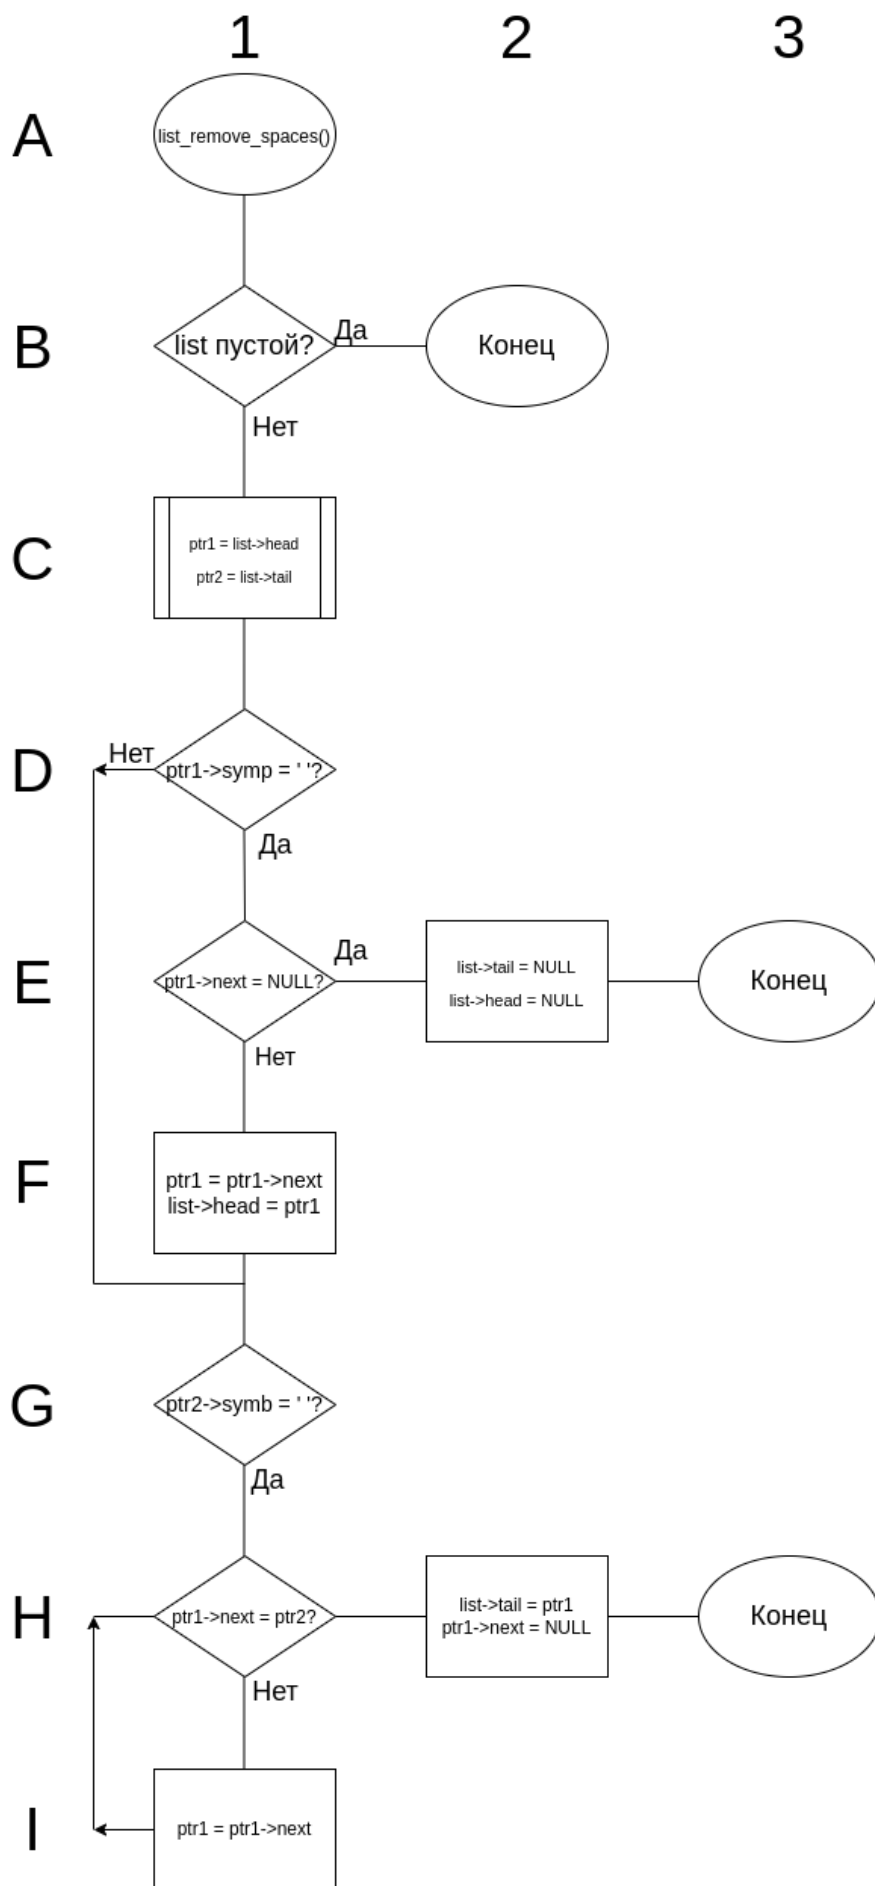 1 2 3
A
list_remove_spaces()
B
list пустой?
Да
Конец
Нет
C
ptr1 = list->head
ptr2 = list->tail
D
Нет
ptr1->symp = ' '?
Да
E
ptr1->next = NULL?
Да
list->tail = NULL
list->head = NULL
Конец
Нет
F
ptr1 = ptr1->next
list->head = ptr1
G
ptr2->symb = ' '?
Да
H
ptr1->next = ptr2?
list->tail = ptr1
ptr1->next = NULL
Конец
Нет
I
ptr1 = ptr1->next